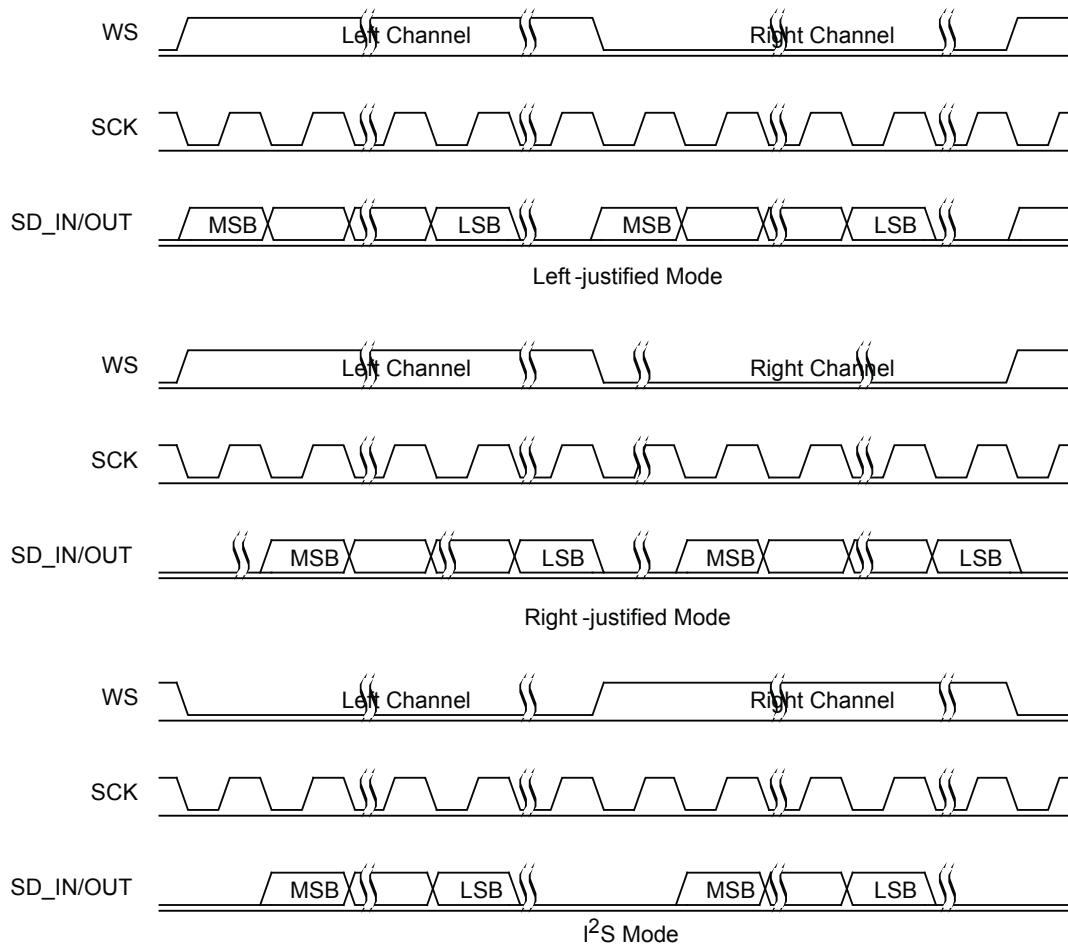 WS Left Channel Right Channel
SCK
SD_IN/OUT MSB LSB MSB LSB
Left-justified Mode
WS Left Channel Right Channel
SCK
SD_IN/OUT MSB LSB MSB LSB
Right-justified Mode
WS Left Channel Right Channel
SCK
SD_IN/OUT MSB LSB MSB LSB
I²S Mode